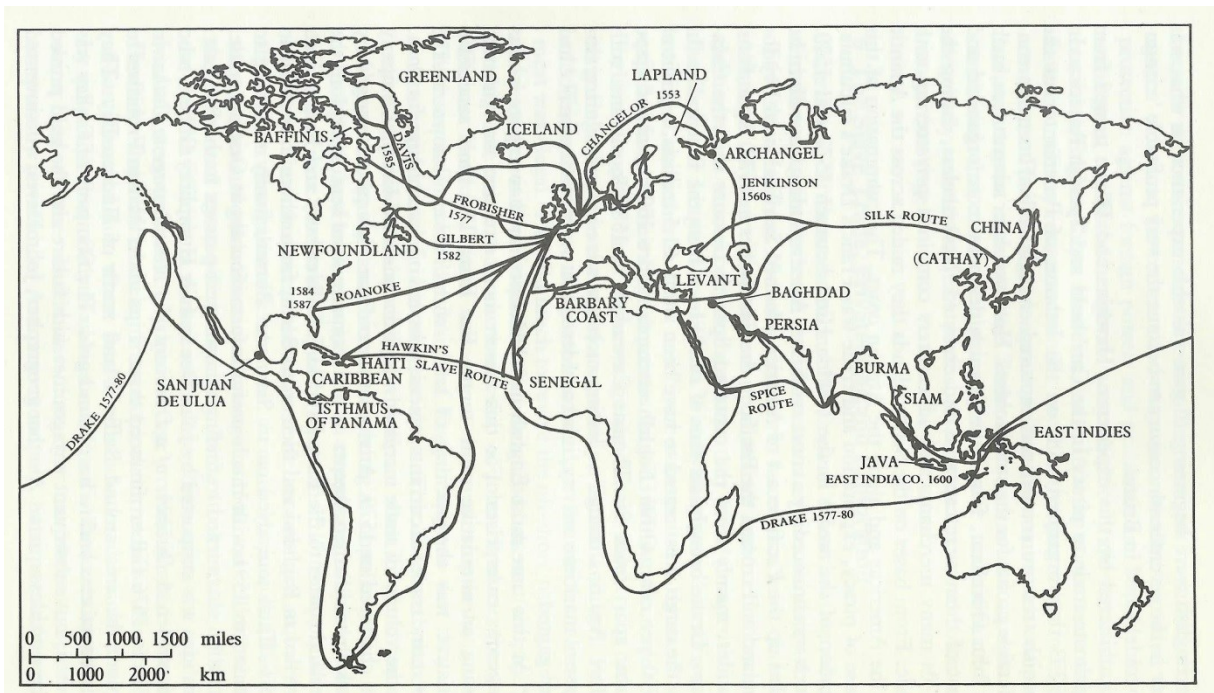 GREENLAND
LAPLAND
CHANCELOR 1553
ICELAND
BAFFIN IS.
DAVIS
1585
ARCHANGEL
JENKINSON
1560s
FROBISHER
1577
SILK ROUTE
CHINA
GILBERT
1582
NEWFOUNDLAND
(CATHAY)
LEVANT
1584
1587
ROANOKE
BARBARY
COAST
BAGHDAD
PERSIA
HAWKIN'S
SLAVE ROUTE
HAITI
CARIBBEAN
SENEGAL
BURMA
SIAM
SAN JUAN
DE ULUA
ISTHMUS
OF PANAMA
SPICE
ROUTE
DRAKE 1577-80
EAST INDIES
JAVA
EAST INDIA CO. 1600
DRAKE 1577-80
0 500 1000 1500 miles
0 1000 2000 km